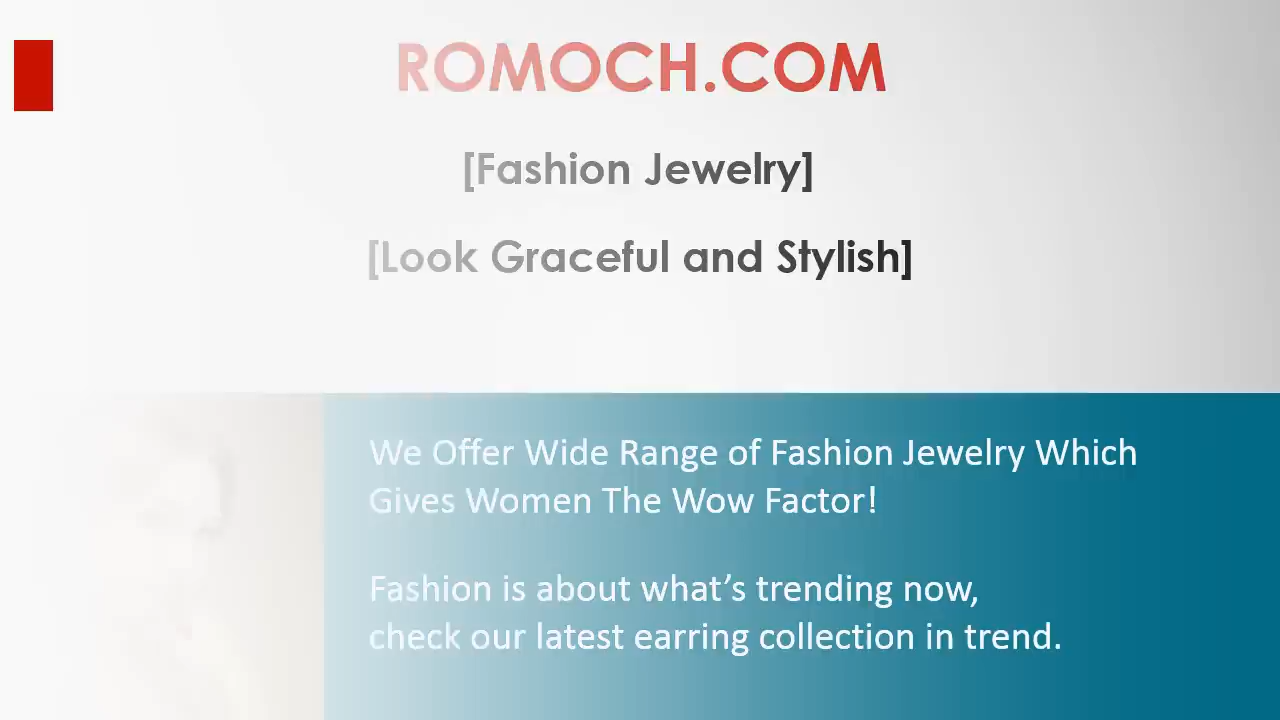 ROMOCH.COM
[Fashion Jewelry]
[Look Graceful and Stylish]
We Offer Wide Range of Fashion Jewelry Which
Gives Women The Wow Factor!
Fashion is about what’s trending now,
check our latest earring collection in trend.